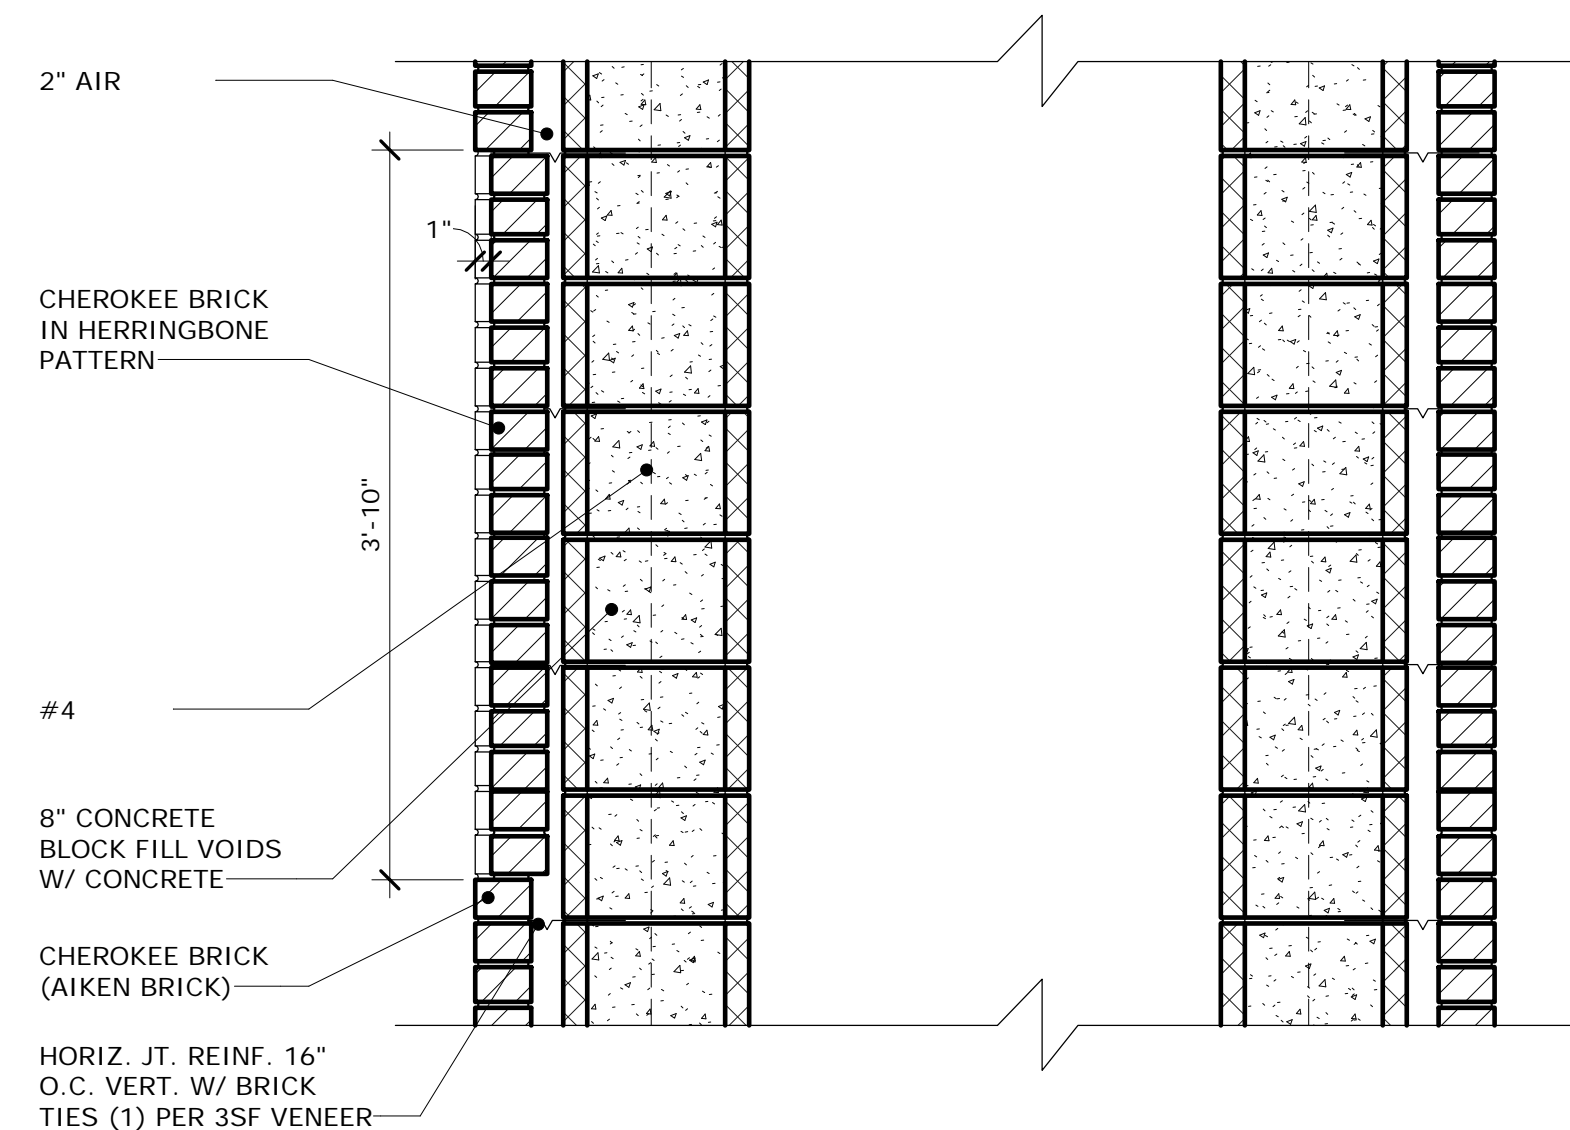 2" AIR
1"
CHEROKEE BRICK
IN HERRINGBONE
PATTERN
3'-10"
#4
8" CONCRETE
BLOCK FILL VOIDS
W/ CONCRETE
CHEROKEE BRICK
(AIKEN BRICK)
HORIZ. JT. REINF. 16"
O.C. VERT. W/ BRICK
TIES (1) PER 3SF VENEER